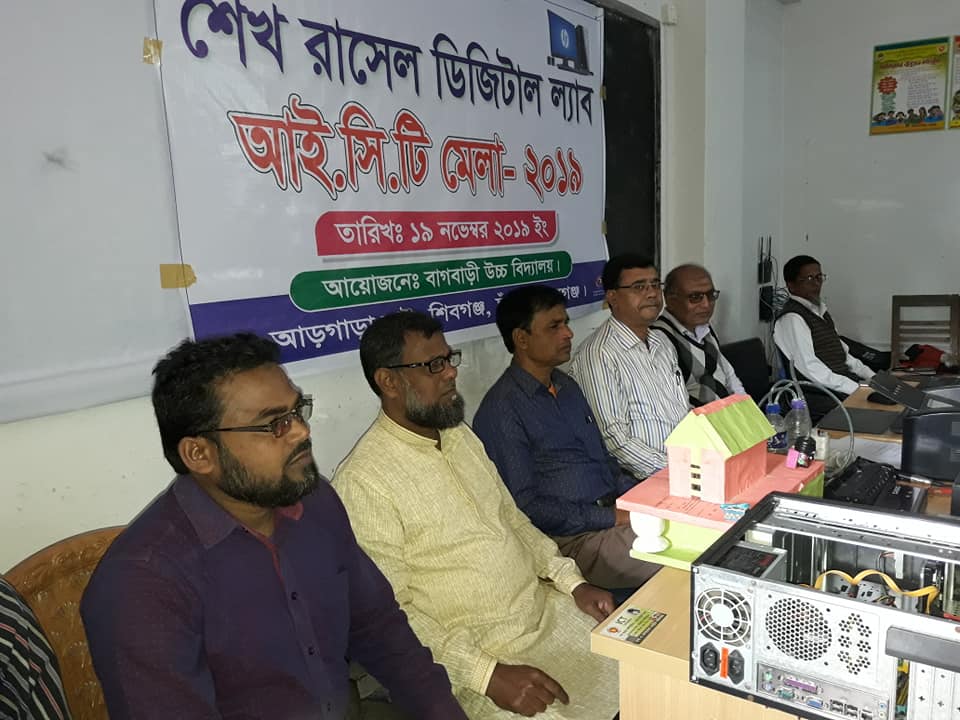 শেখ রাসেল ডিজিটাল ল্যাব
আই.সি.টি মেলা- ২০১৯
তারিখঃ ১৯ নভেম্বর ২০১৯ ইং
আয়োজনেঃ বাগবাড়ী উচ্চ বিদ্যালয়।
শিবগঞ্জ,